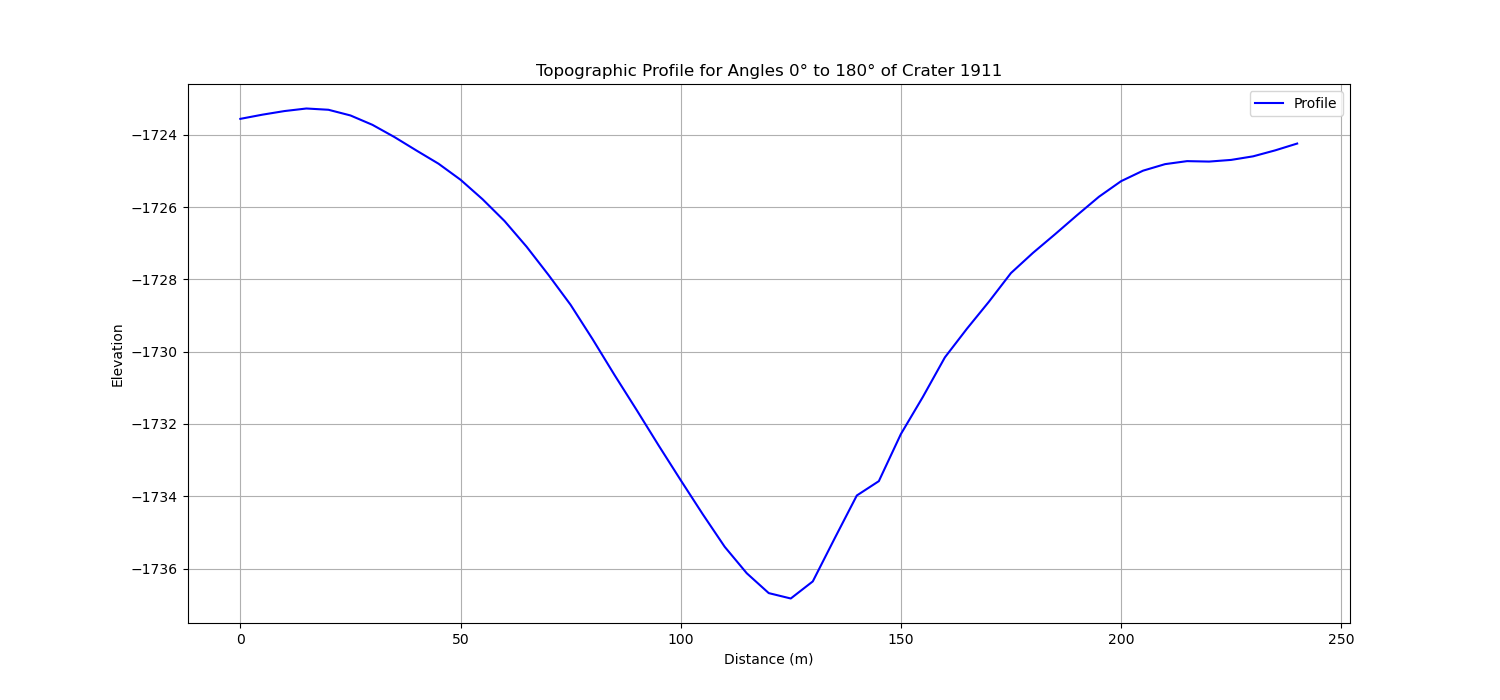 Topographic Profile for Angles 0° to 180° of Crater 1911
Profile
Elevation
−1724
−1726
−1728
−1730
−1732
−1734
−1736
0 50 100 150 200 250
Distance (m)